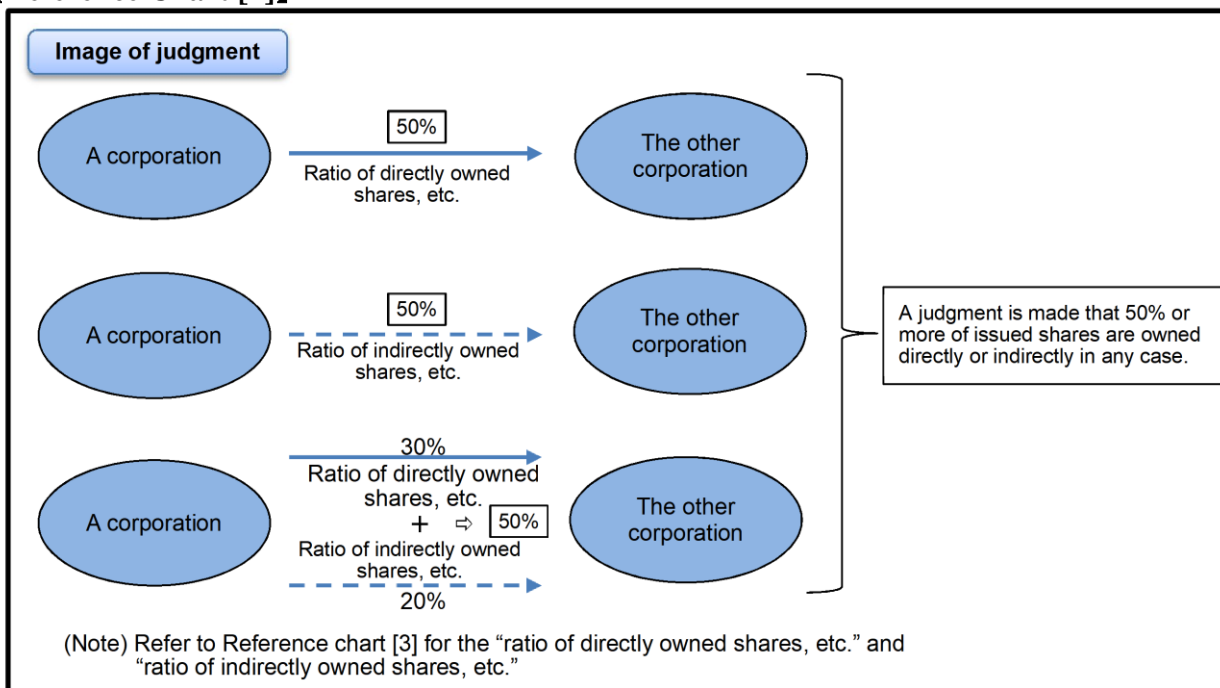 Image of judgment
A corporation
50%
Ratio of directly owned
shares, etc.
The other
corporation
A corporation
50%
Ratio of indirectly owned
shares, etc.
The other
corporation
A judgment is made that 50% or
more of issued shares are owned
directly or indirectly in any case.
A corporation
30%
Ratio of directly owned
shares, etc.
+ ⇨ 50%
Ratio of indirectly owned
shares, etc.
20%
The other
corporation
(Note) Refer to Reference chart [3] for the “ratio of directly owned shares, etc.” and
“ratio of indirectly owned shares, etc.”